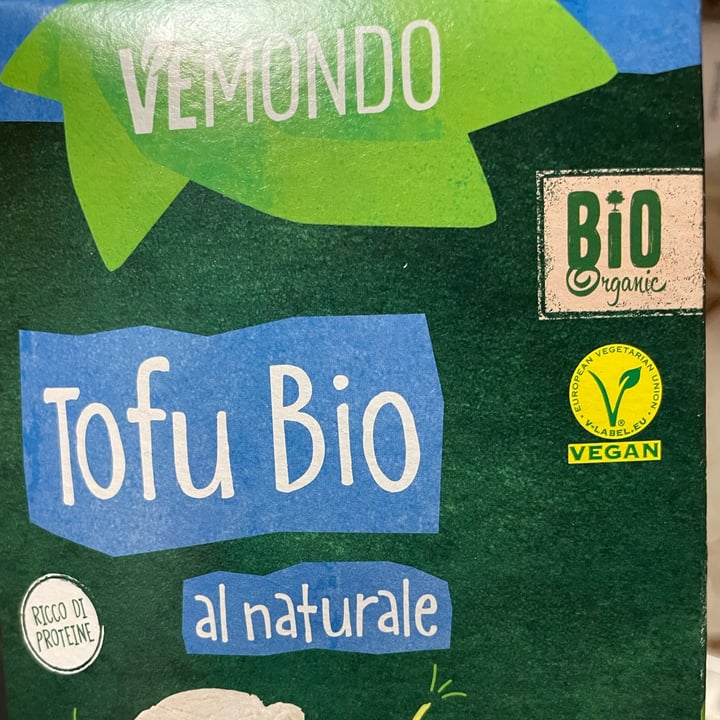 VEMONDO
BiO
Organic
EUROPEAN VEGETARIAN UNION
V-LABEL.EU
®
VEGAN
Tofu Bio
al naturale
RICCO DI
PROTEINE